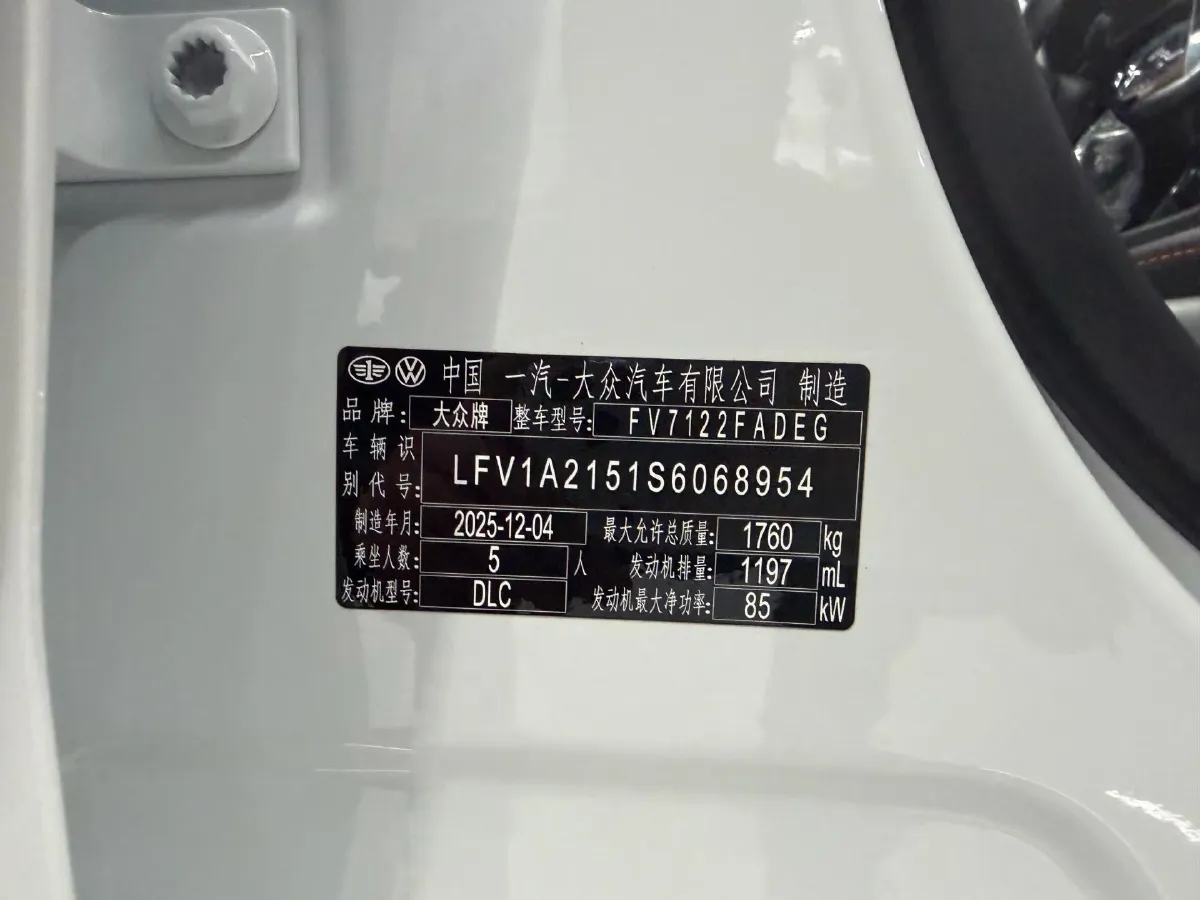 中国 一汽-大众汽车有限公司 制造
品牌: 大众牌 整车型号: FV7122FADEG
车辆识别代号: LFV1A2151S6068954
制造年月: 2025-12-04 最大允许总质量: 1760 kg
乘坐人数: 5 人 发动机排量: 1197 mL
发动机型号: DLC 发动机最大净功率: 85 kW